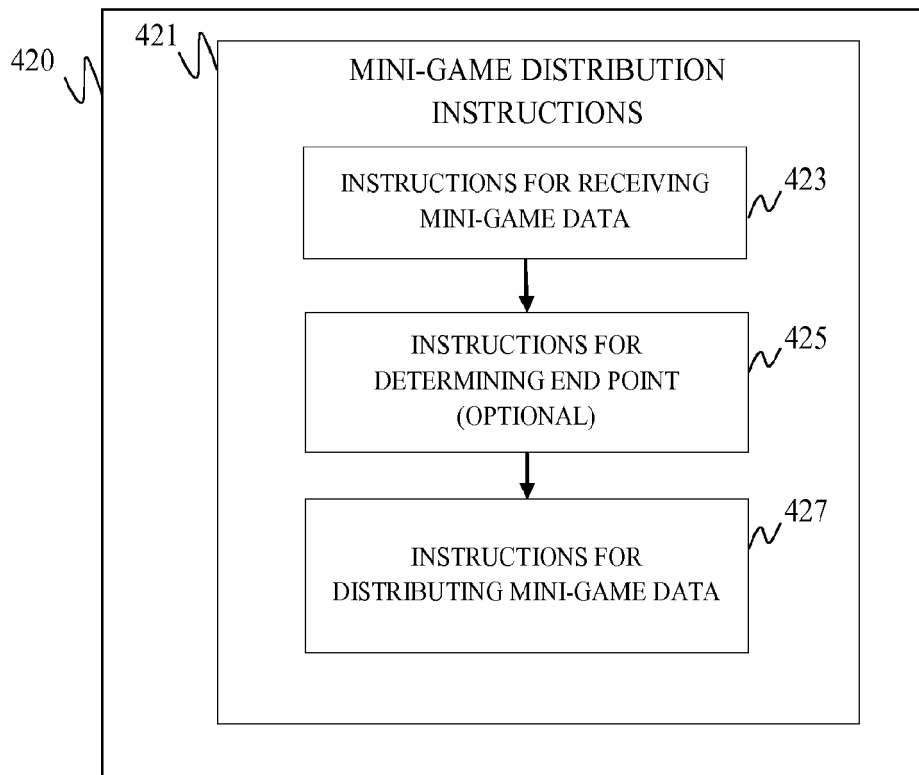 420
421
MINI-GAME DISTRIBUTION
INSTRUCTIONS
INSTRUCTIONS FOR RECEIVING
MINI-GAME DATA
423
INSTRUCTIONS FOR
DETERMINING END POINT
(OPTIONAL)
425
INSTRUCTIONS FOR
DISTRIBUTING MINI-GAME DATA
427